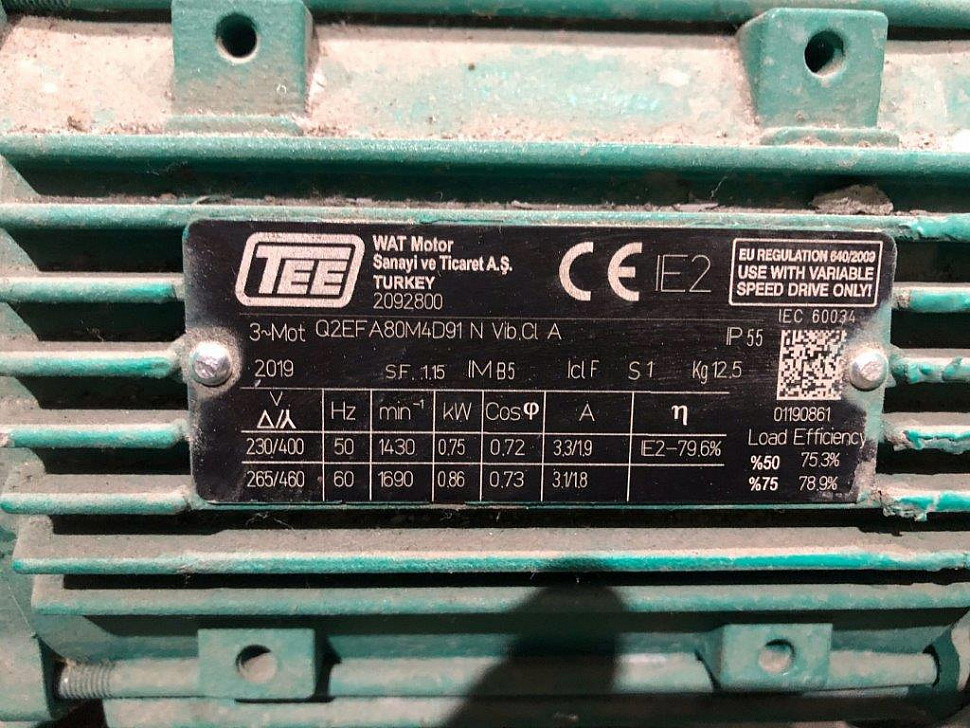 TEE
WAT Motor
Sanayi ve Ticaret A.Ş.
TURKEY
2092800
CE IE2
EU REGULATION 640/2009
USE WITH VARIABLE
SPEED DRIVE ONLY!
IEC 60034
3~Mot Q2EFA80M4D91 N Vib.Cl A IP 55
2019 S.F. 1.15 IM B5 Icl F S 1 Kg 12.5
01190861
V
Δ/Y Hz min⁻¹ kW Cosφ A η
230/400 50 1430 0.75 0.72 3,3/1.9 IE2-79.6%
265/460 60 1690 0.86 0.73 3,1/1.8
Load Efficiency
%50 75.3%
%75 78.9%